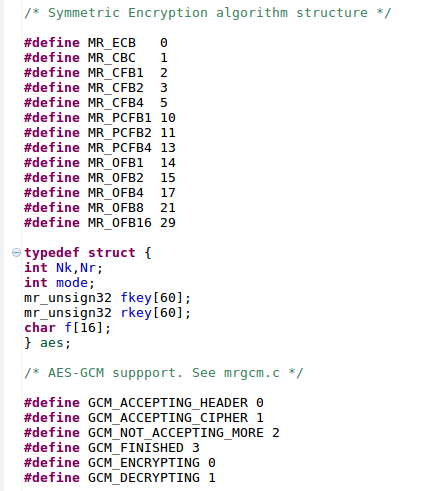 /* Symmetric Encryption algorithm structure */
#define MR_ECB   0
#define MR_CBC   1
#define MR_CFB1  2
#define MR_CFB2  3
#define MR_CFB4  5
#define MR_PCFB1 10
#define MR_PCFB2 11
#define MR_PCFB4 13
#define MR_OFB1  14
#define MR_OFB2  15
#define MR_OFB4  17
#define MR_OFB8  21
#define MR_OFB16 29
typedef struct {
int Nk,Nr;
int mode;
mr_unsign32 fkey[60];
mr_unsign32 rkey[60];
char f[16];
} aes;
/* AES-GCM suppport. See mrgcm.c */
#define GCM_ACCEPTING_HEADER 0
#define GCM_ACCEPTING_CIPHER 1
#define GCM_NOT_ACCEPTING_MORE 2
#define GCM_FINISHED 3
#define GCM_ENCRYPTING 0
#define GCM_DECRYPTING 1